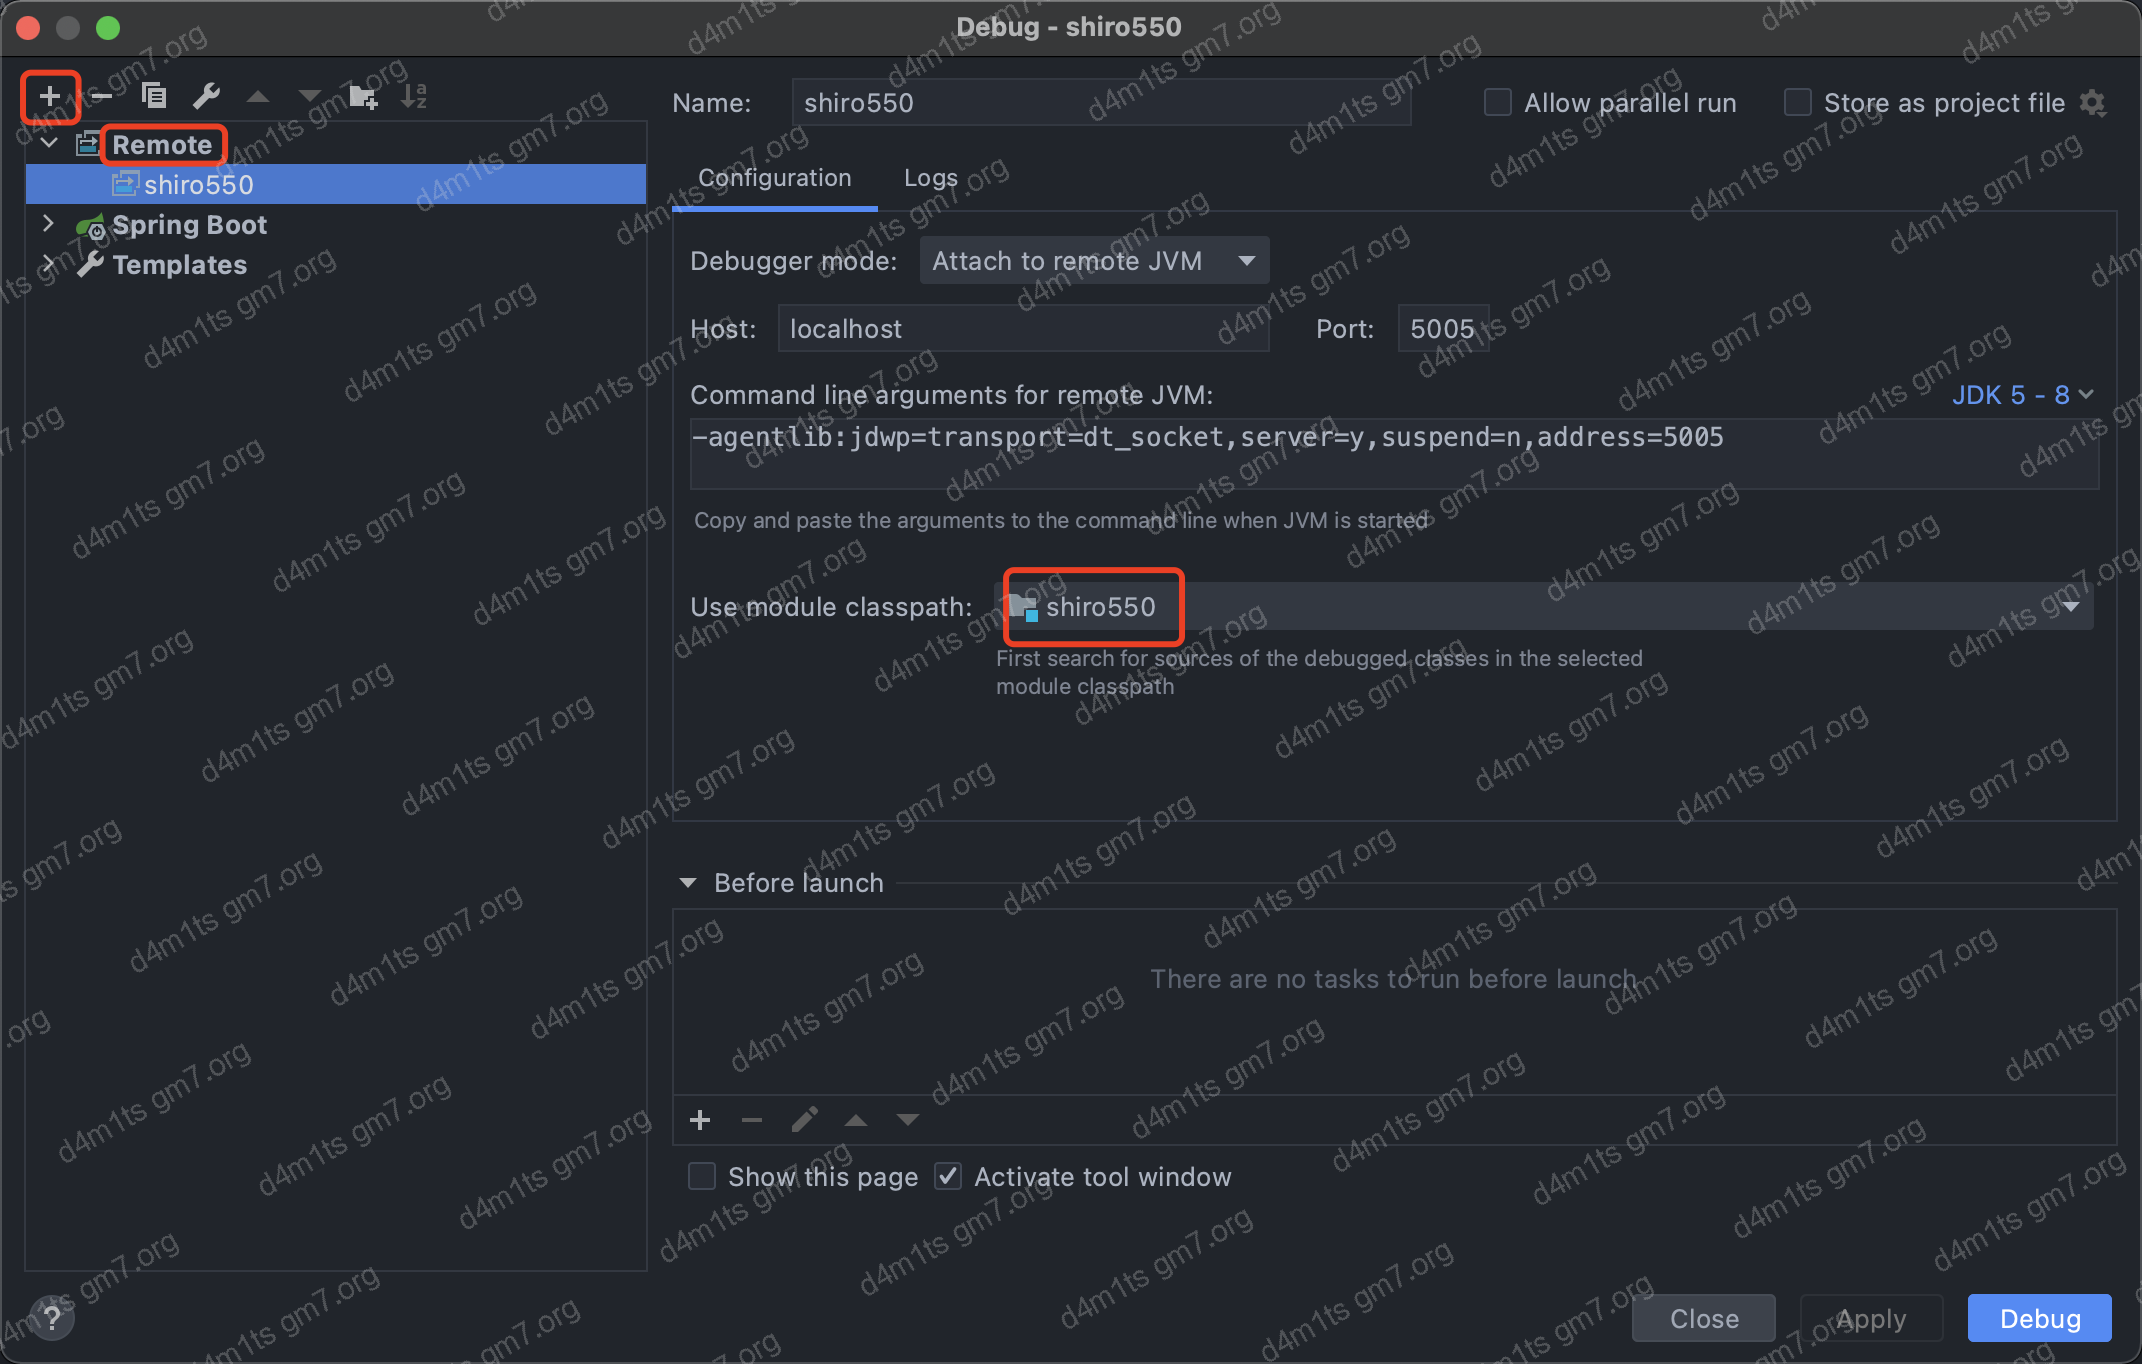 Debug - shiro550
Name: shiro550
Allow parallel run
Store as project file
Remote
shiro550
Spring Boot
Templates
Configuration
Logs
Debugger mode: Attach to remote JVM
Host: localhost
Port: 5005
Command line arguments for remote JVM:
JDK 5 - 8
-agentlib:jdwp=transport=dt_socket,server=y,suspend=n,address=5005
Copy and paste the arguments to the command line when JVM is started
Use module classpath: shiro550
First search for sources of the debugged classes in the selected
module classpath
Before launch
There are no tasks to run before launch
Show this page
Activate tool window
?
Close
Apply
Debug
d4m1ts gm7.org